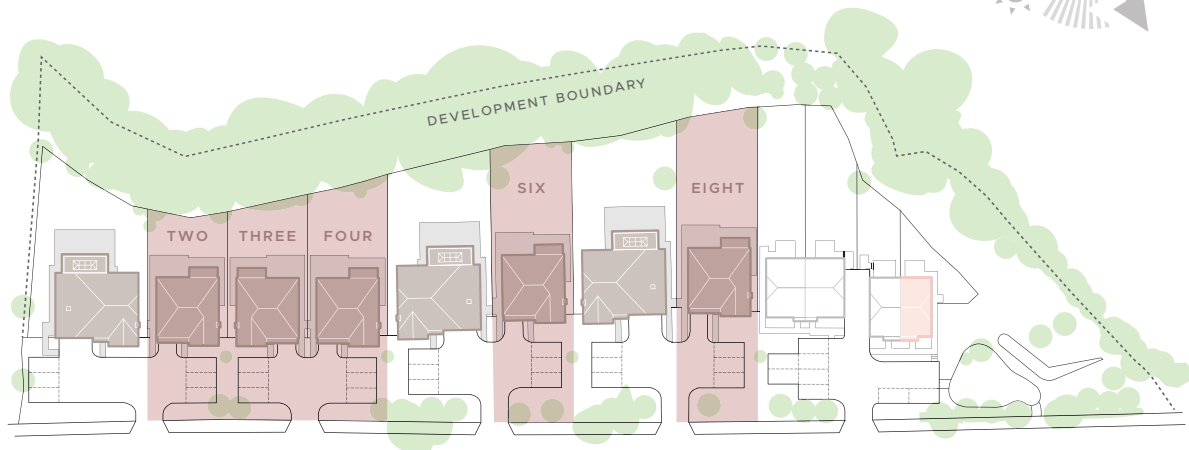 DEVELOPMENT BOUNDARY
SIX
EIGHT
TWO
THREE
FOUR